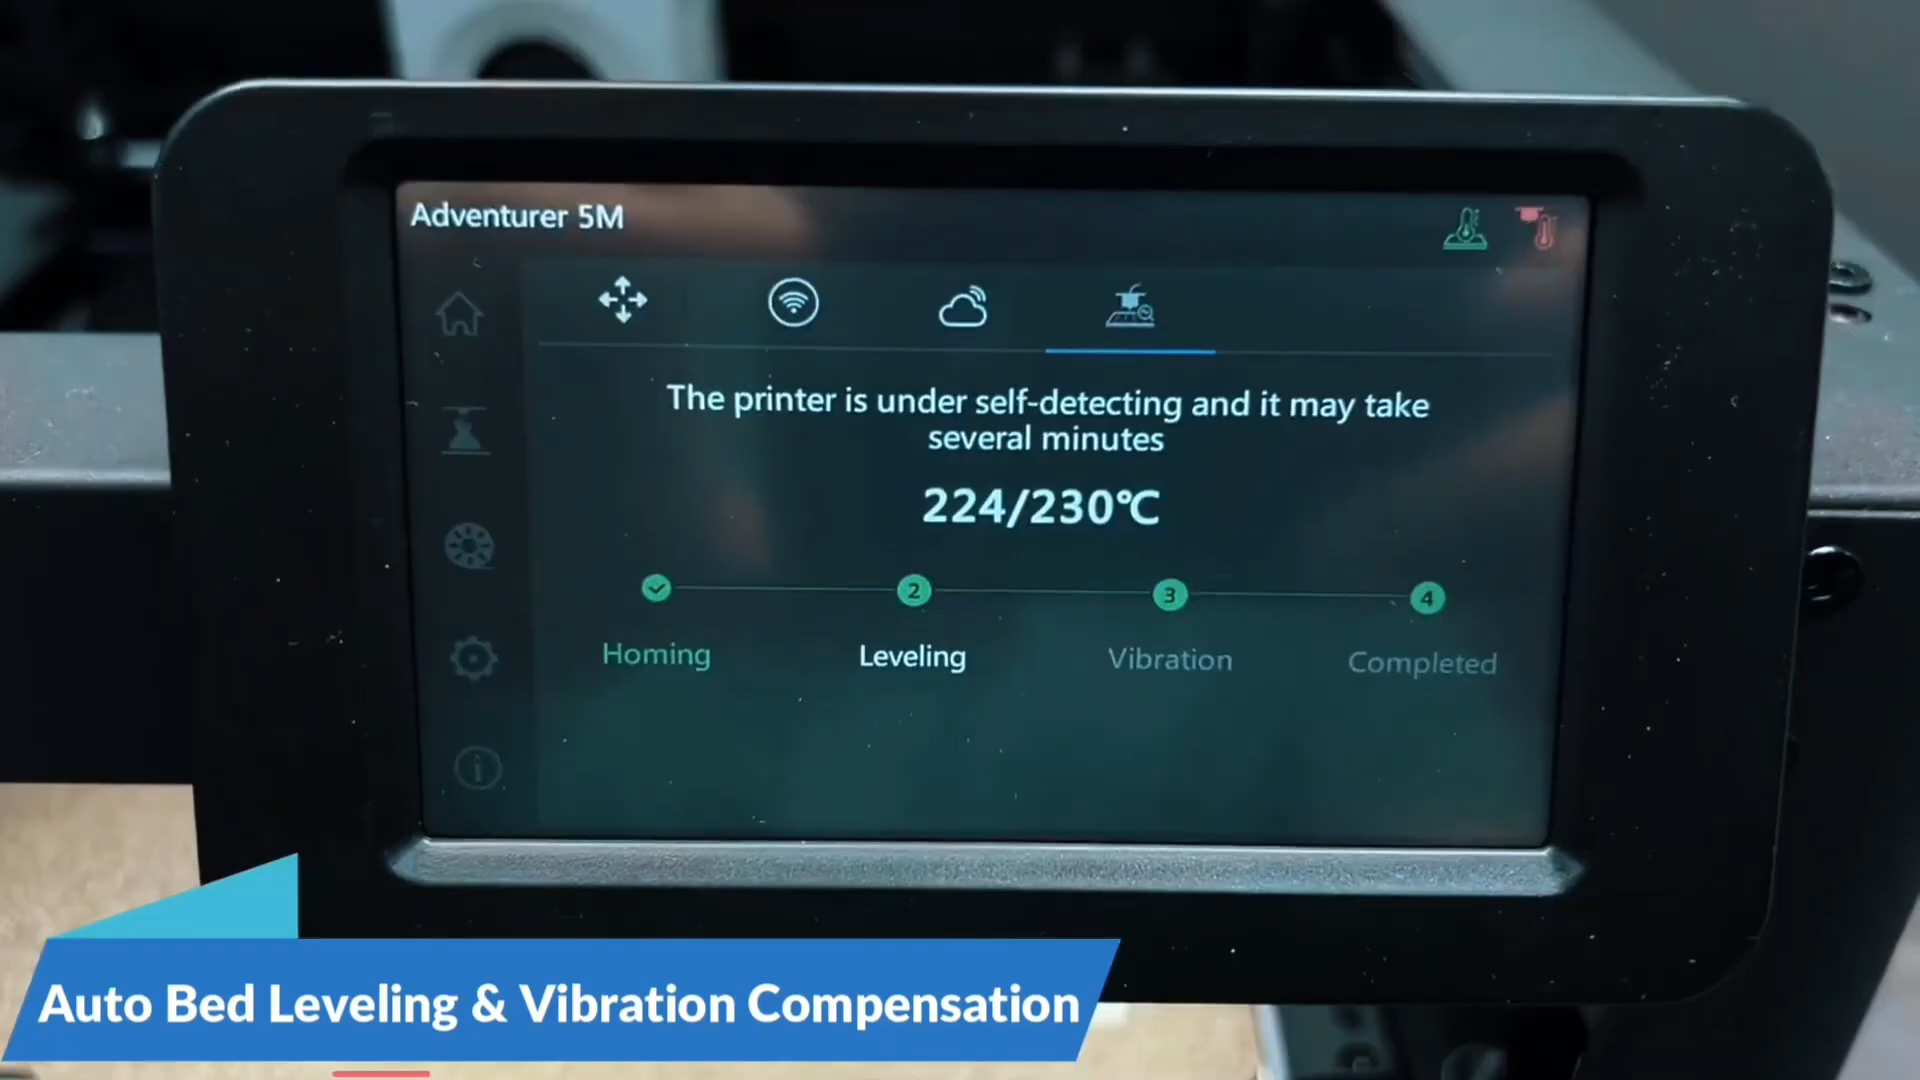 Adventurer 5M
The printer is under self-detecting and it may take
several minutes
224/230℃
2 3 4
Homing Leveling Vibration Completed
Auto Bed Leveling & Vibration Compensation